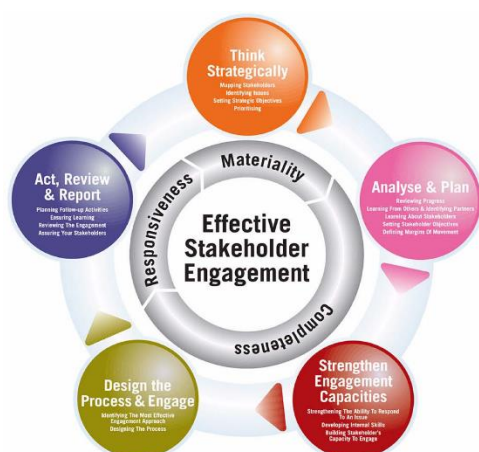 Think
Strategically
Mapping Stakeholders
Identifying Issues
Setting Strategic Objectives
Prioritising
Analyse & Plan
Reviewing Progress
Learning From Others & Identifying Partners
Learning About Stakeholders
Setting Stakeholder Objectives
Defining Margins Of Movement
Strengthen
Engagement
Capacities
Strengthening The Ability To Respond
To An Issue
Developing Internal Skills
Building Stakeholder's
Capacity To Engage
Design the
Process & Engage
Identifying The Most Effective
Engagement Approach
Designing The Process
Act, Review
& Report
Planning Follow-up Activities
Ensuring Learning
Reviewing The Engagement
Assuring Your Stakeholders
Materiality
Completeness
Responsiveness
Effective
Stakeholder
Engagement